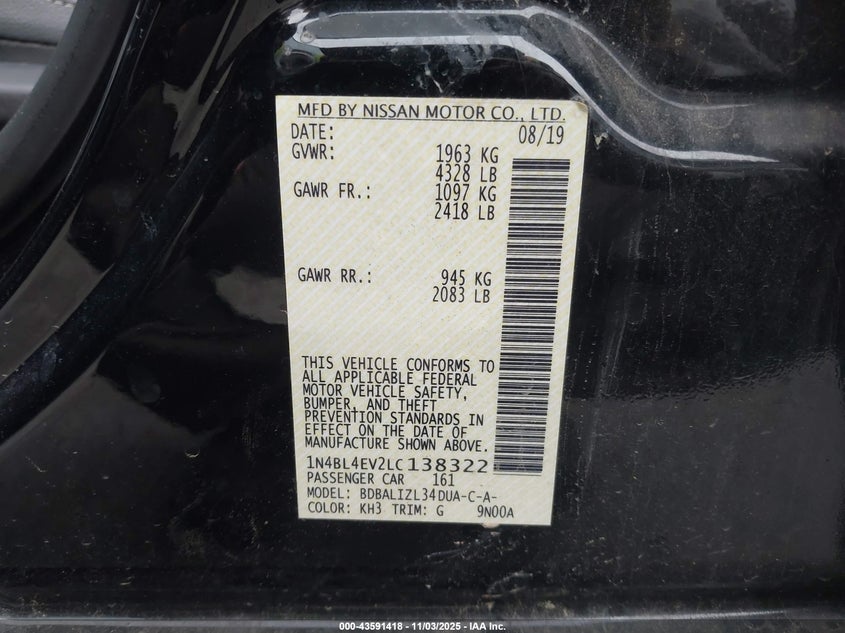 MFD BY NISSAN MOTOR CO., LTD.
DATE: 08/19
GVWR: 1963 KG
4328 LB
GAWR FR.: 1097 KG
2418 LB
GAWR RR.: 945 KG
2083 LB
THIS VEHICLE CONFORMS TO
ALL APPLICABLE FEDERAL
MOTOR VEHICLE SAFETY,
BUMPER, AND THEFT
PREVENTION STANDARDS IN
EFFECT ON THE DATE OF
MANUFACTURE SHOWN ABOVE.
1N4BL4EV2LC138322
PASSENGER CAR 161
MODEL: BDBALIZL34DUA-C-A-
COLOR: KH3 TRIM: G 9N00A
000-43591418 - 11/03/2025 - IAA Inc.